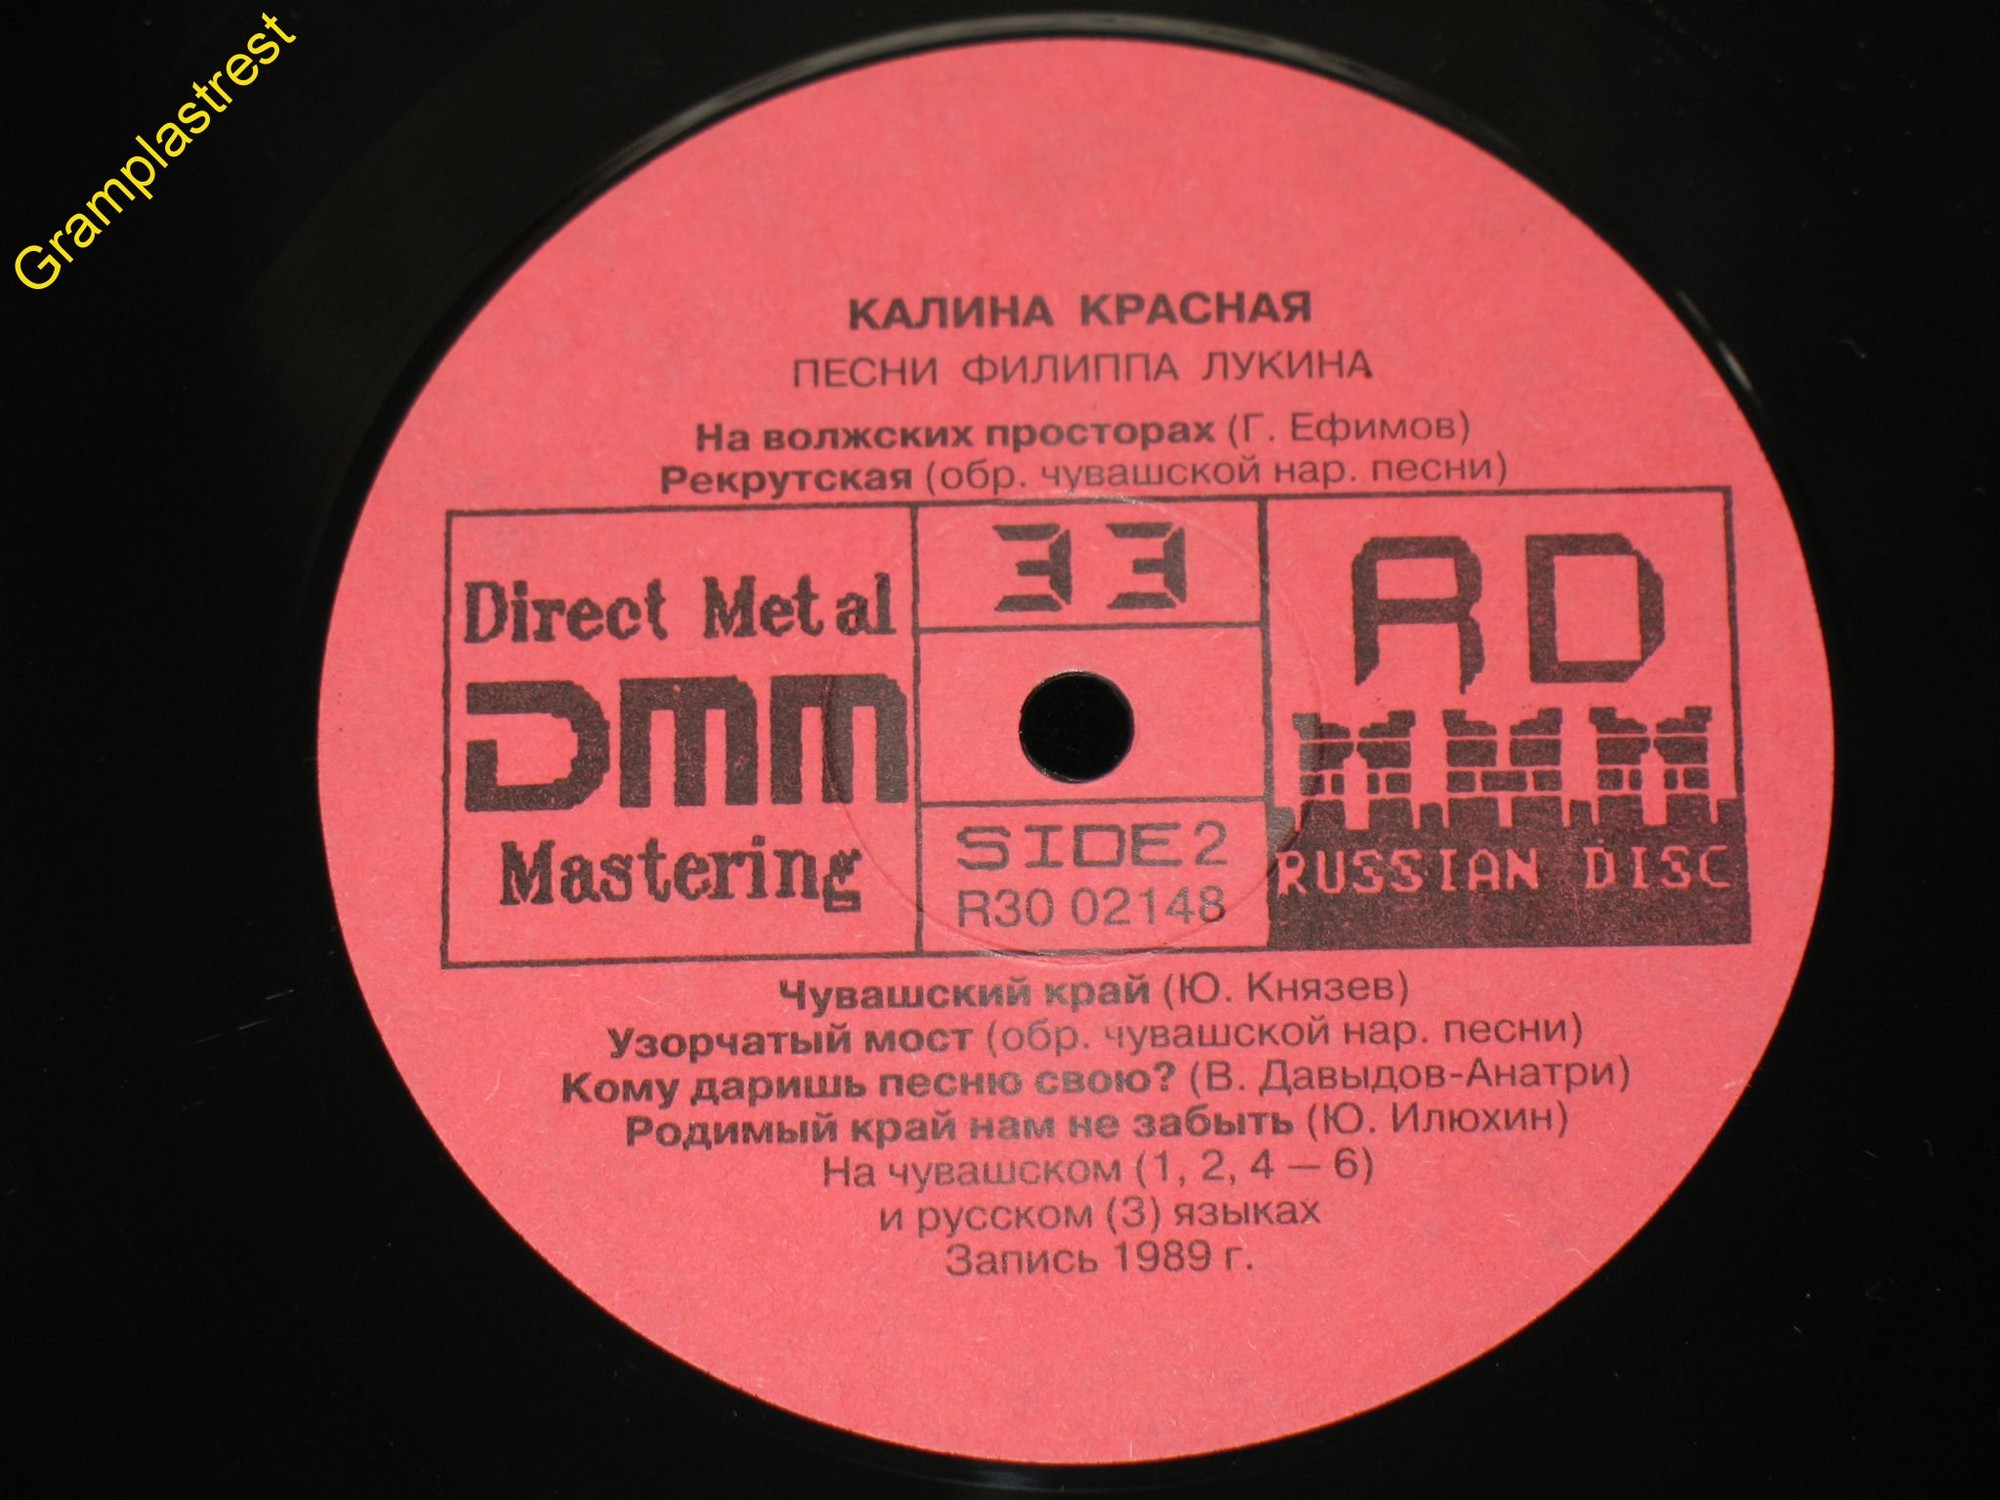 Gramplastrest
КАЛИНА КРАСНАЯ
ПЕСНИ ФИЛИППА ЛУКИНА
На волжских просторах (Г. Ефимов)
Рекрутская (обр. чувашской нар. песни)
Direct Metal
DMM
Mastering
33
SIDE 2
R30 02148
RD
RUSSIAN DISC
Чувашский край (Ю. Князев)
Узорчатый мост (обр. чувашской нар. песни)
Кому даришь песню свою? (В. Давыдов-Анатри)
Родимый край нам не забыть (Ю. Илюхин)
На чувашском (1, 2, 4 — 6)
и русском (3) языках
Запись 1989 г.